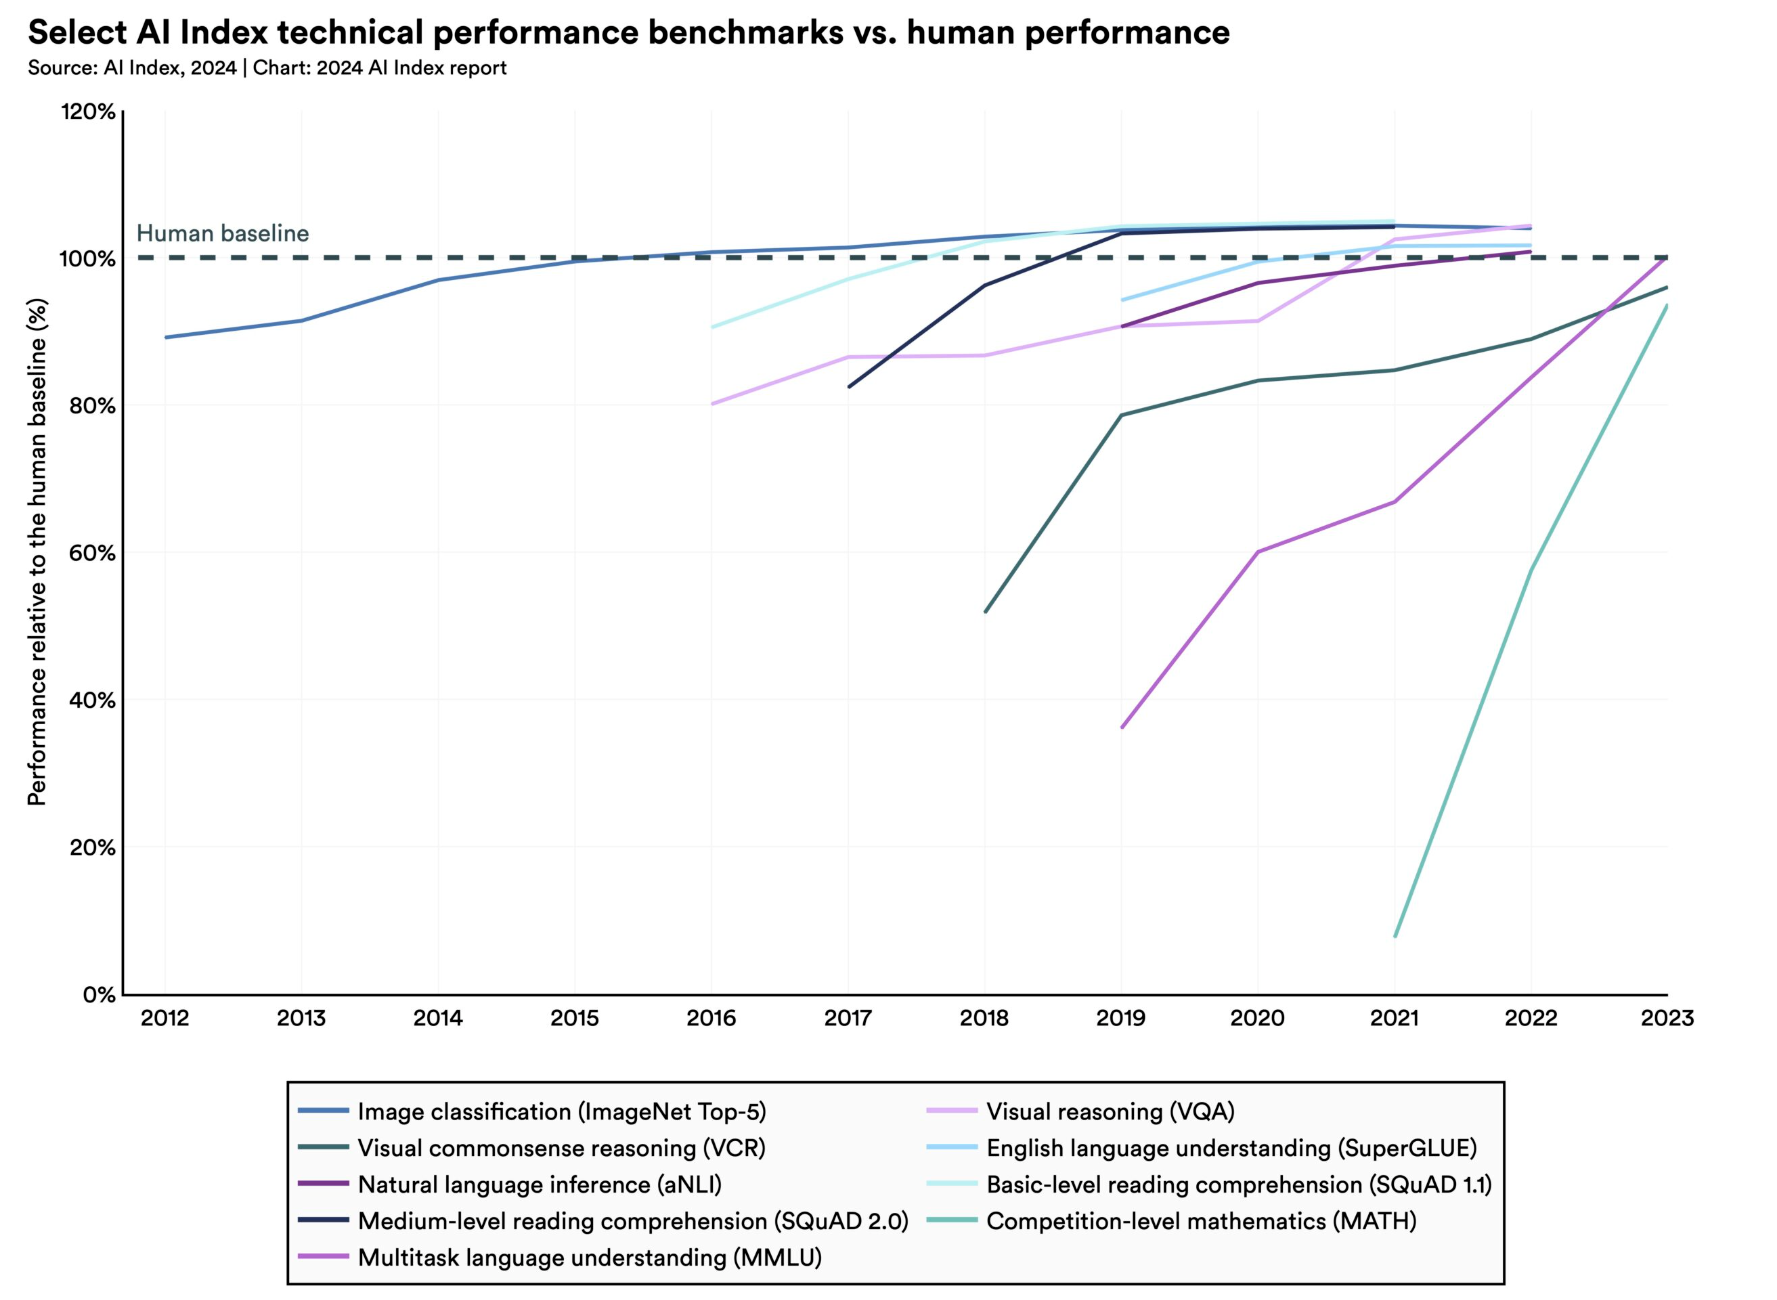 Select AI Index technical performance benchmarks vs. human performance
Source: AI Index, 2024 | Chart: 2024 AI Index report
120%
Human baseline
100%
80%
60%
40%
20%
0%
Performance relative to the human baseline (%)
2012 2013 2014 2015 2016 2017 2018 2019 2020 2021 2022 2023
Image classification (ImageNet Top-5) Visual reasoning (VQA)
Visual commonsense reasoning (VCR) English language understanding (SuperGLUE)
Natural language inference (aNLI) Basic-level reading comprehension (SQuAD 1.1)
Medium-level reading comprehension (SQuAD 2.0) Competition-level mathematics (MATH)
Multitask language understanding (MMLU)